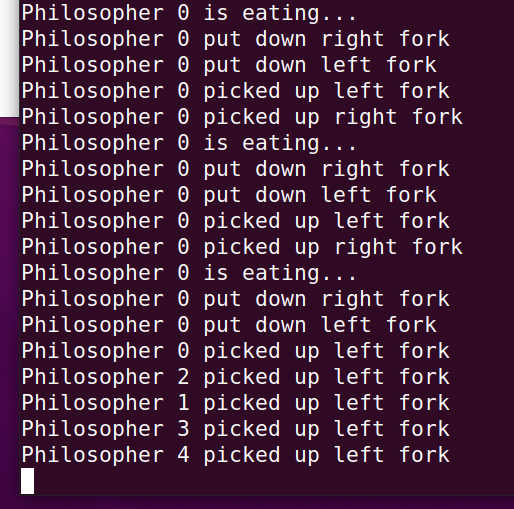 Philosopher 0 is eating...
Philosopher 0 put down right fork
Philosopher 0 put down left fork
Philosopher 0 picked up left fork
Philosopher 0 picked up right fork
Philosopher 0 is eating...
Philosopher 0 put down right fork
Philosopher 0 put down left fork
Philosopher 0 picked up left fork
Philosopher 0 picked up right fork
Philosopher 0 is eating...
Philosopher 0 put down right fork
Philosopher 0 put down left fork
Philosopher 0 picked up left fork
Philosopher 2 picked up left fork
Philosopher 1 picked up left fork
Philosopher 3 picked up left fork
Philosopher 4 picked up left fork